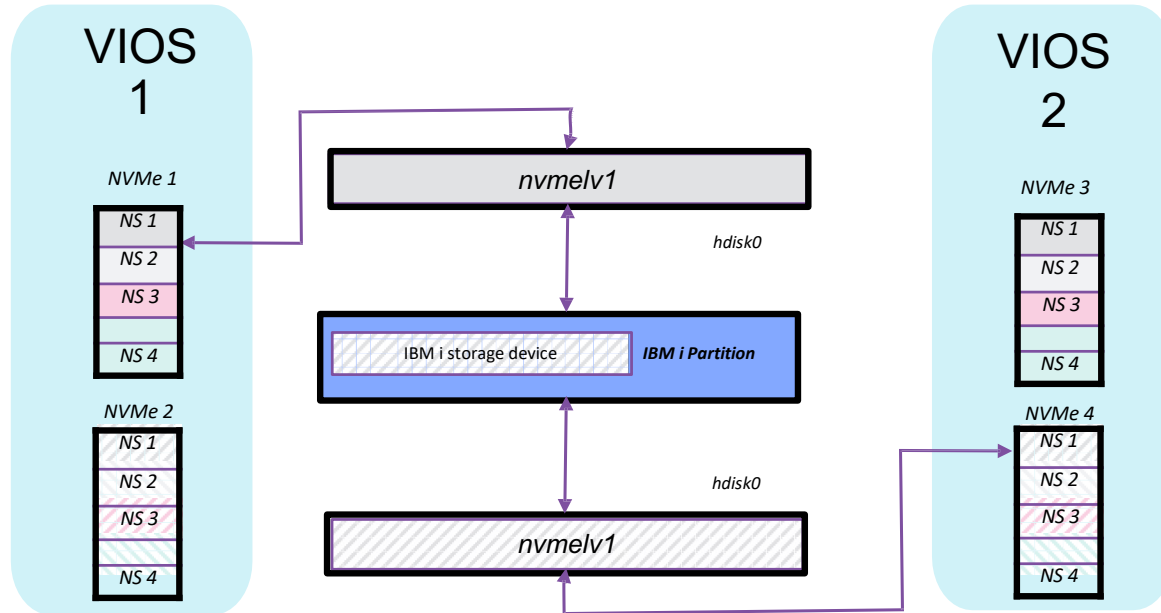 VIOS
1
NVMe 1
NS 1
NS 2
NS 3
NS 4
NVMe 2
NS 1
NS 2
NS 3
NS 4
nvmelv1
hdisk0
IBM i storage device
IBM i Partition
hdisk0
nvmelv1
VIOS
2
NVMe 3
NS 1
NS 2
NS 3
NS 4
NVMe 4
NS 1
NS 2
NS 3
NS 4